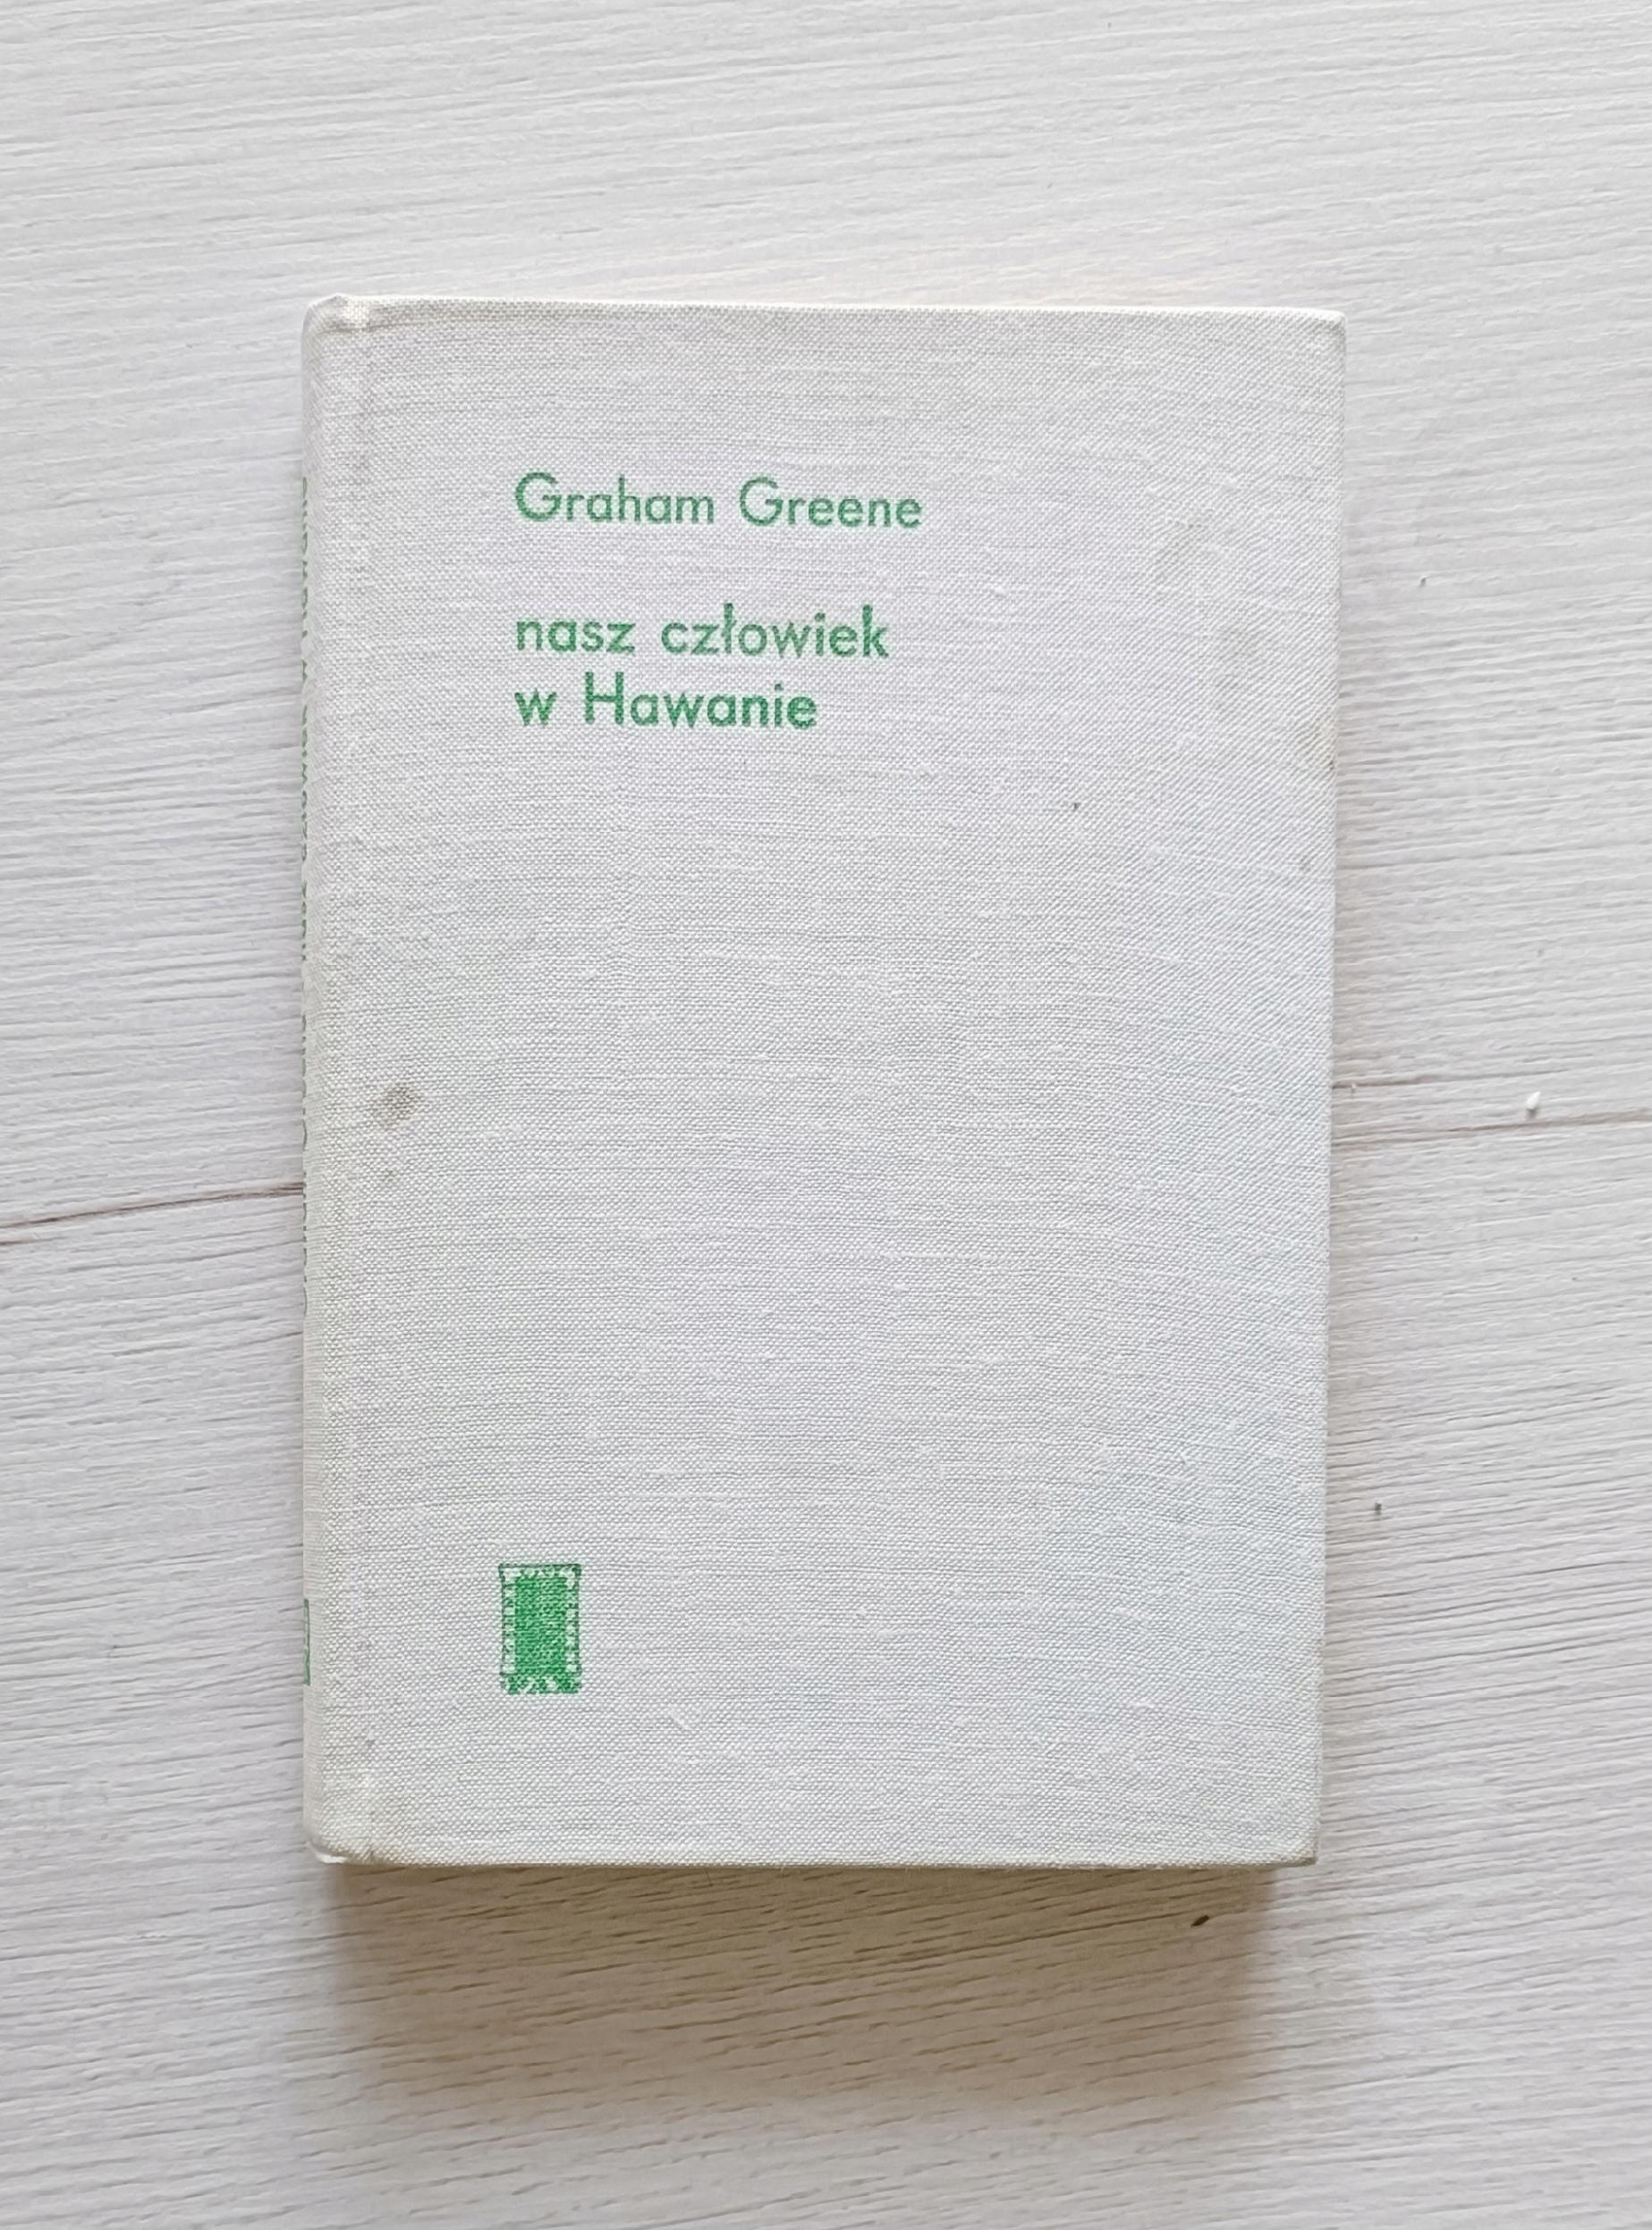 Graham Greene
nasz człowiek
w Hawanie